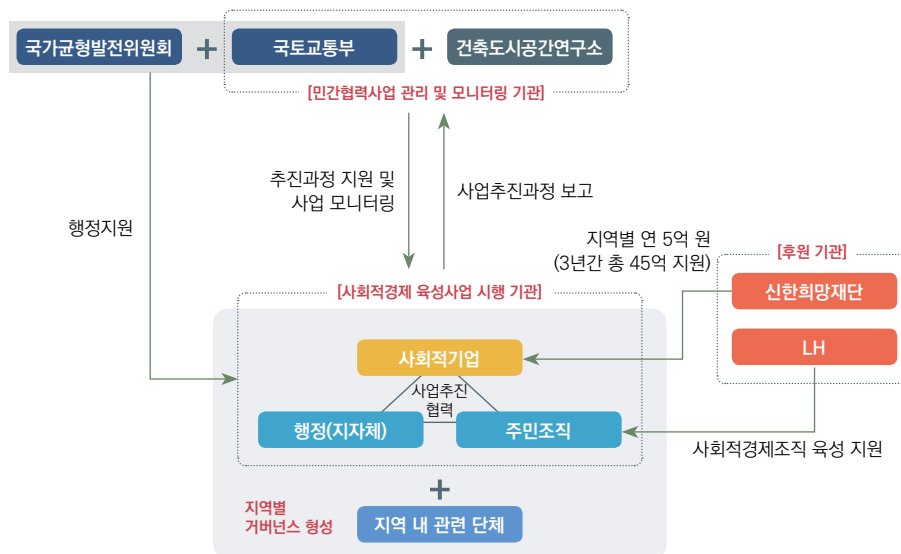 국가균형발전위원회 + 국토교통부 + 건축도시공간연구소
[민간협력사업 관리 및 모니터링 기관]
추진과정 지원 및
사업 모니터링
사업추진과정 보고
행정지원
지역별 연 5억 원
(3년간 총 45억 지원)
[후원 기관]
신한희망재단
LH
[사회적경제 육성사업 시행 기관]
사회적기업
사업추진
협력
행정(지자체)
주민조직
사회적경제조직 육성 지원
+
지역별
거버넌스 형성
지역 내 관련 단체